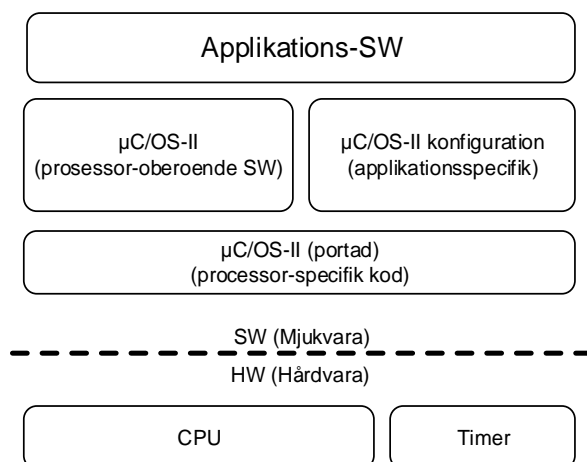 Applikations-SW
µC/OS-II
(prosessor-oberoende SW)
µC/OS-II konfiguration
(applikationsspecifik)
µC/OS-II (portad)
(processor-specifik kod)
SW (Mjukvara)
HW (Hårdvara)
CPU
Timer